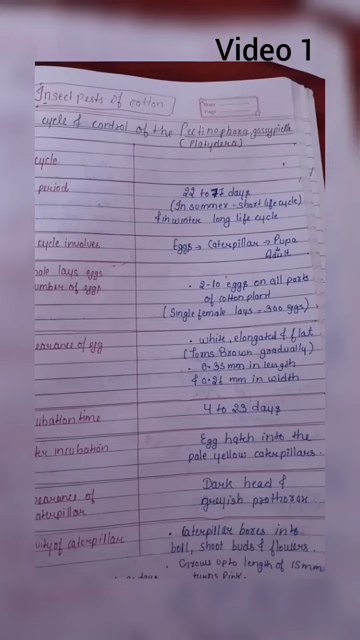 Video 1
Insect pests of cotton
cycle & control of the Pectinophora gossypiella
(Platyedra)
cycle
period
22 to 77 days
(In summer - short life cycle)
& in winter long life cycle
cycle involves
Eggs → Caterpillar → Pupa
Adult
male lays eggs
umber of eggs
• 2-10 eggs on all parts
of cotton plant
(Single female lays = 300 eggs)
earance of egg
• white, elongated & flat
(Turns Brown gradually)
• 0.35 mm in length
& 0.26 mm in width
ubation time
4 to 23 days
ter incubation
Egg hatch into the
pale yellow caterpillars.
earance of
aterpillar
Dark head &
greyish prothorax
vity of caterpillar
• Caterpillar bores into
boll, shoot buds & flowers.
• Grows upto length of 15mm
turns Pink.